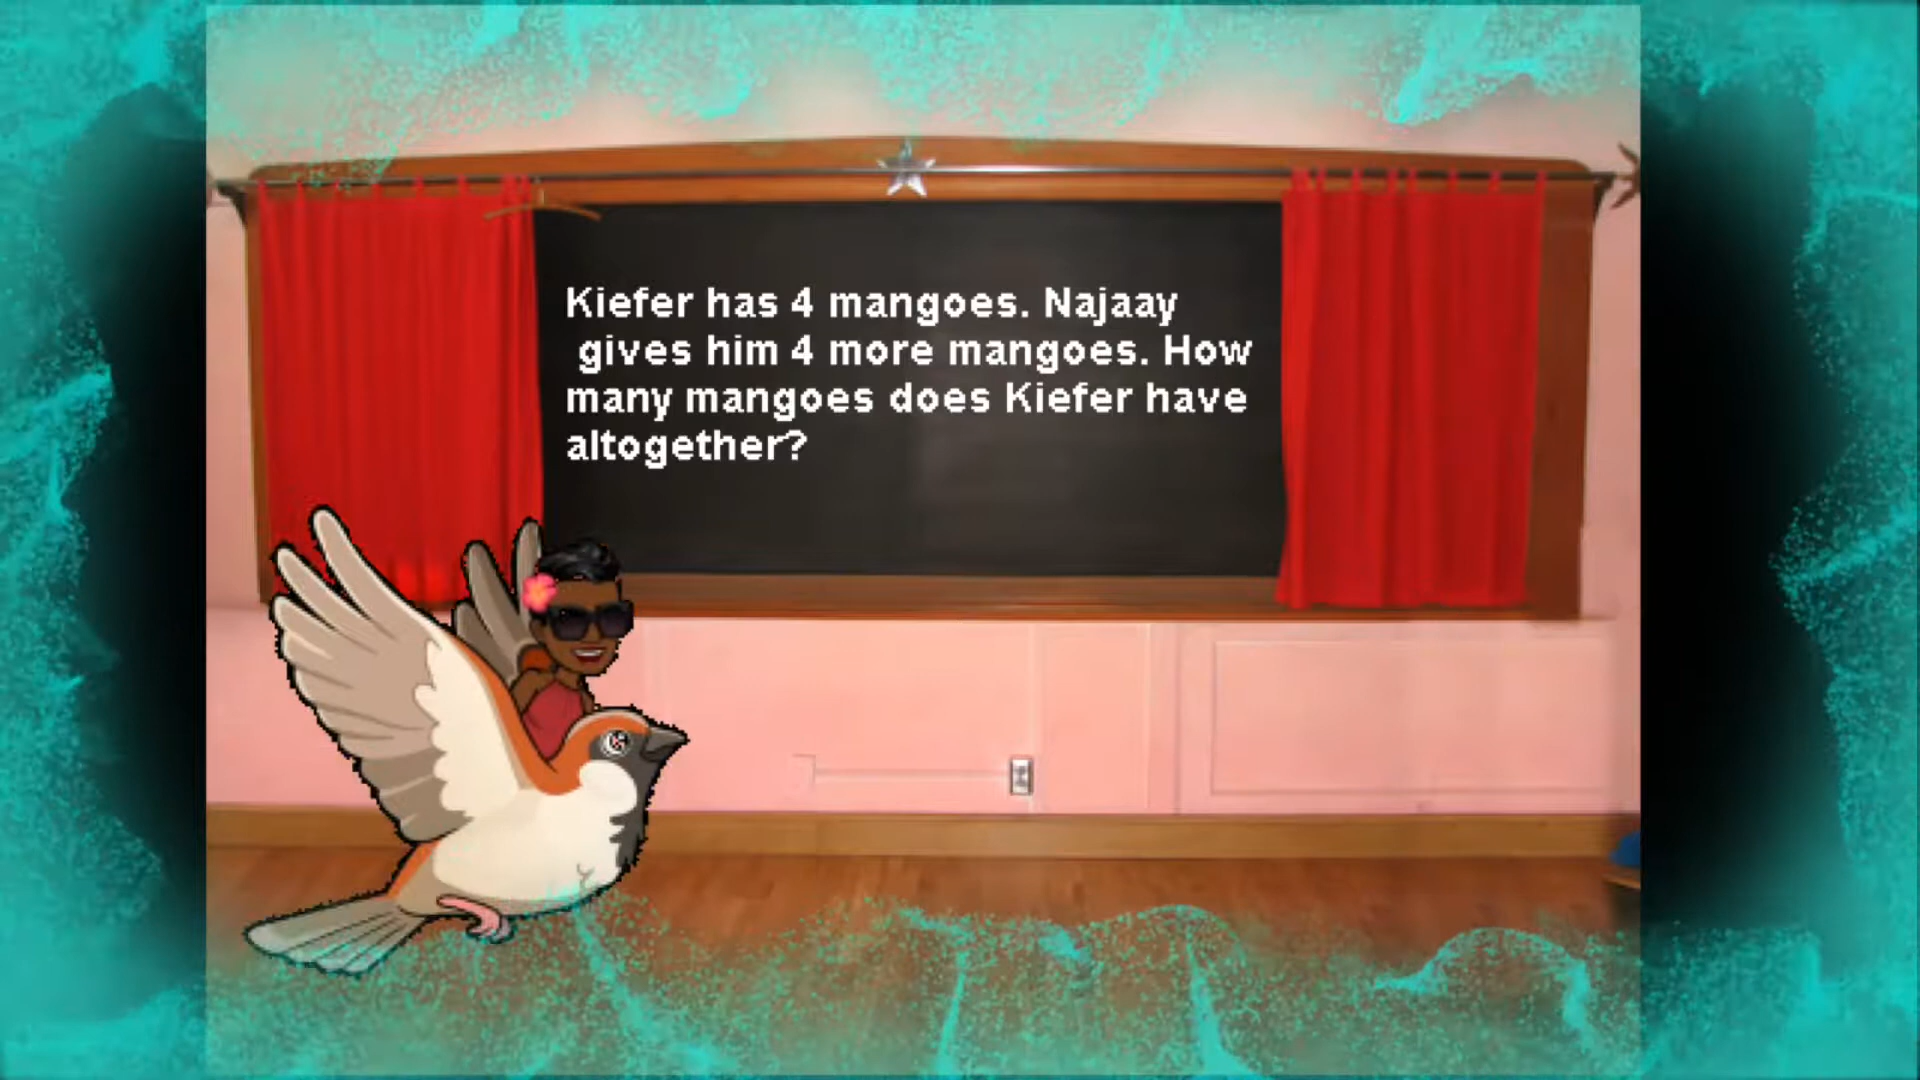 Kiefer has 4 mangoes. Najaay
gives him 4 more mangoes. How
many mangoes does Kiefer have
altogether?